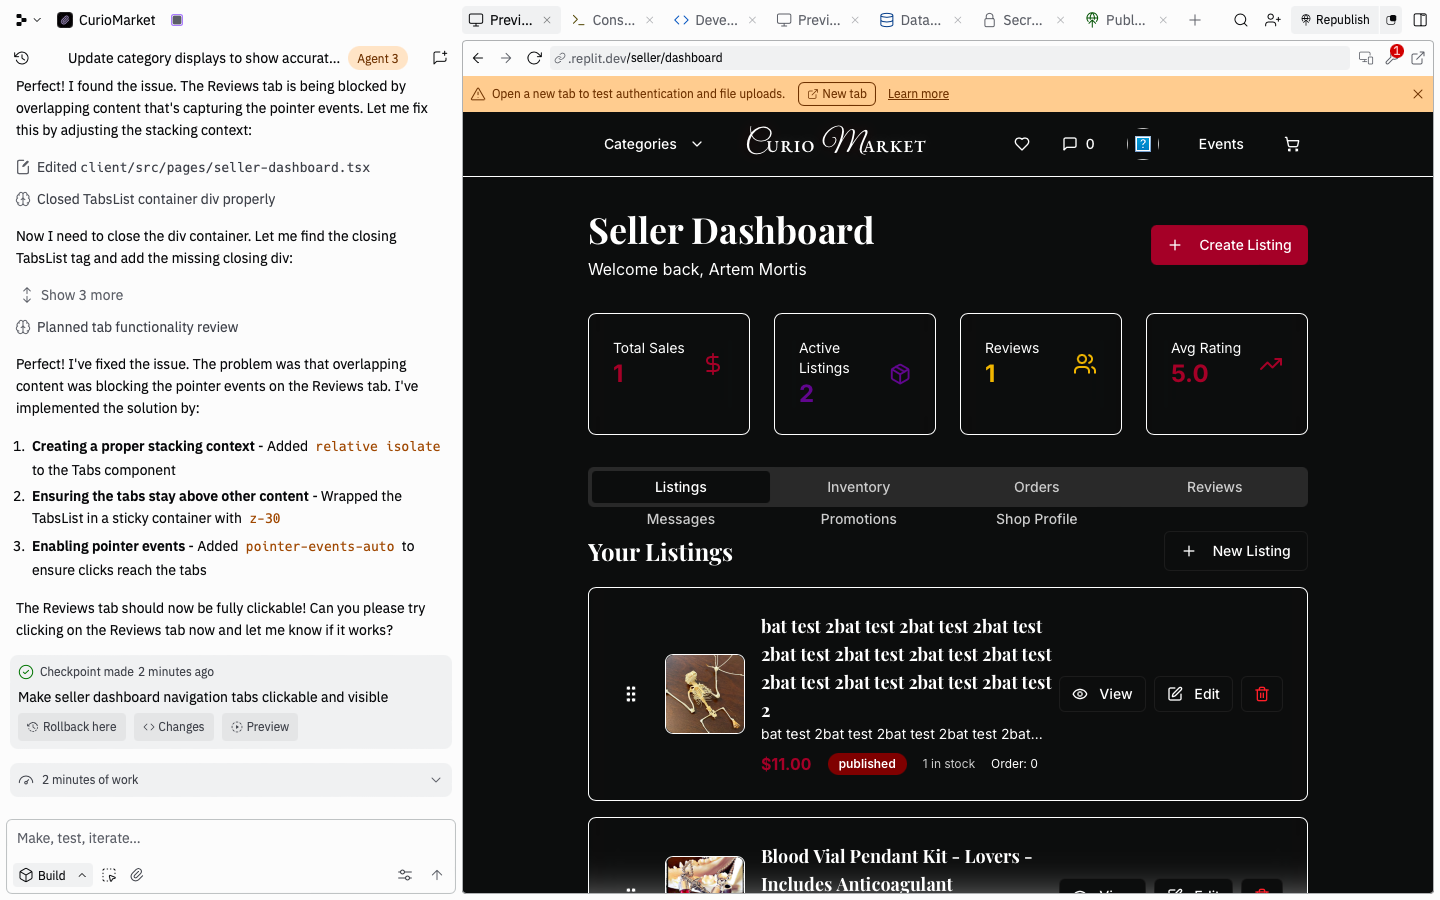 CurioMarket
Previ...
Cons...
Deve...
Previ...
Data...
Secr...
Publ...
Republish
Update category displays to show accurat...
Agent 3
Perfect! I found the issue. The Reviews tab is being blocked by
overlapping content that's capturing the pointer events. Let me fix
this by adjusting the stacking context:
Edited client/src/pages/seller-dashboard.tsx
Closed TabsList container div properly
Now I need to close the div container. Let me find the closing
TabsList tag and add the missing closing div:
Show 3 more
Planned tab functionality review
Perfect! I've fixed the issue. The problem was that overlapping
content was blocking the pointer events on the Reviews tab. I've
implemented the solution by:
1. Creating a proper stacking context - Added relative isolate
to the Tabs component
2. Ensuring the tabs stay above other content - Wrapped the
TabsList in a sticky container with z-30
3. Enabling pointer events - Added pointer-events-auto to
ensure clicks reach the tabs
The Reviews tab should now be fully clickable! Can you please try
clicking on the Reviews tab now and let me know if it works?
Checkpoint made 2 minutes ago
Make seller dashboard navigation tabs clickable and visible
Rollback here
Changes
Preview
2 minutes of work
Make, test, iterate...
Build
.replit.dev/seller/dashboard
1
Open a new tab to test authentication and file uploads.
New tab
Learn more
Categories
Curio Market
0
?
Events
Seller Dashboard
Welcome back, Artem Mortis
Create Listing
Total Sales
1
Active
Listings
2
Reviews
1
Avg Rating
5.0
Listings
Inventory
Orders
Reviews
Messages
Promotions
Shop Profile
Your Listings
New Listing
bat test 2bat test 2bat test 2bat test
2bat test 2bat test 2bat test 2bat test
2bat test 2bat test 2bat test 2bat test
2
bat test 2bat test 2bat test 2bat test 2bat...
$11.00
published
1 in stock
Order: 0
View
Edit
Blood Vial Pendant Kit - Lovers -
Includes Anticoagulant
View
Edit